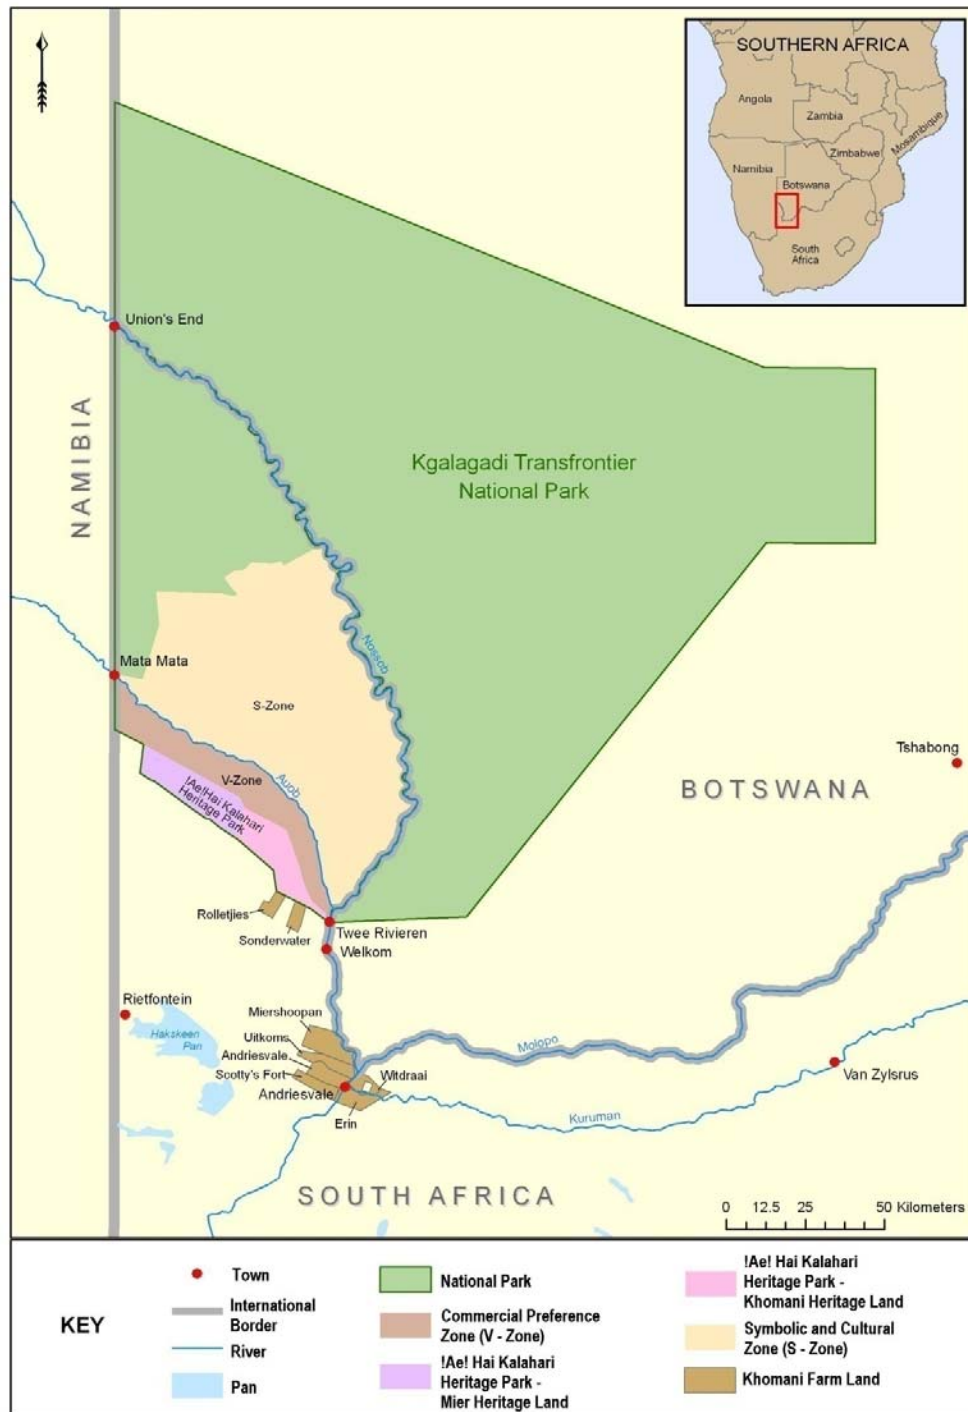 SOUTHERN AFRICA
Angola
Zambia
Mosambique
Zimbabwe
Namibia
Botswana
South
Africa
Union's End
NAMIBIA
Kgalagadi Transfrontier
National Park
Nossob
Mata Mata
S-Zone
Tshabong
V-Zone
Auob
!Ae!Hai Kalahari
Heritage Park
BOTSWANA
Rolletjies
Sonderwater
Twee Rivieren
Welkom
Rietfontein
Hakskeen
Pan
Miershoopan
Uitkoms
Andriesvale
Scotty's Fort
Andriesvale
Witdraai
Erin
Molopo
Van Zylsrus
Kuruman
SOUTH AFRICA
0 12.5 25 50 Kilometers
KEY
Town
International
Border
River
Pan
National Park
Commercial Preference
Zone (V - Zone)
!Ae! Hai Kalahari
Heritage Park -
Mier Heritage Land
!Ae! Hai Kalahari
Heritage Park -
Khomani Heritage Land
Symbolic and Cultural
Zone (S - Zone)
Khomani Farm Land